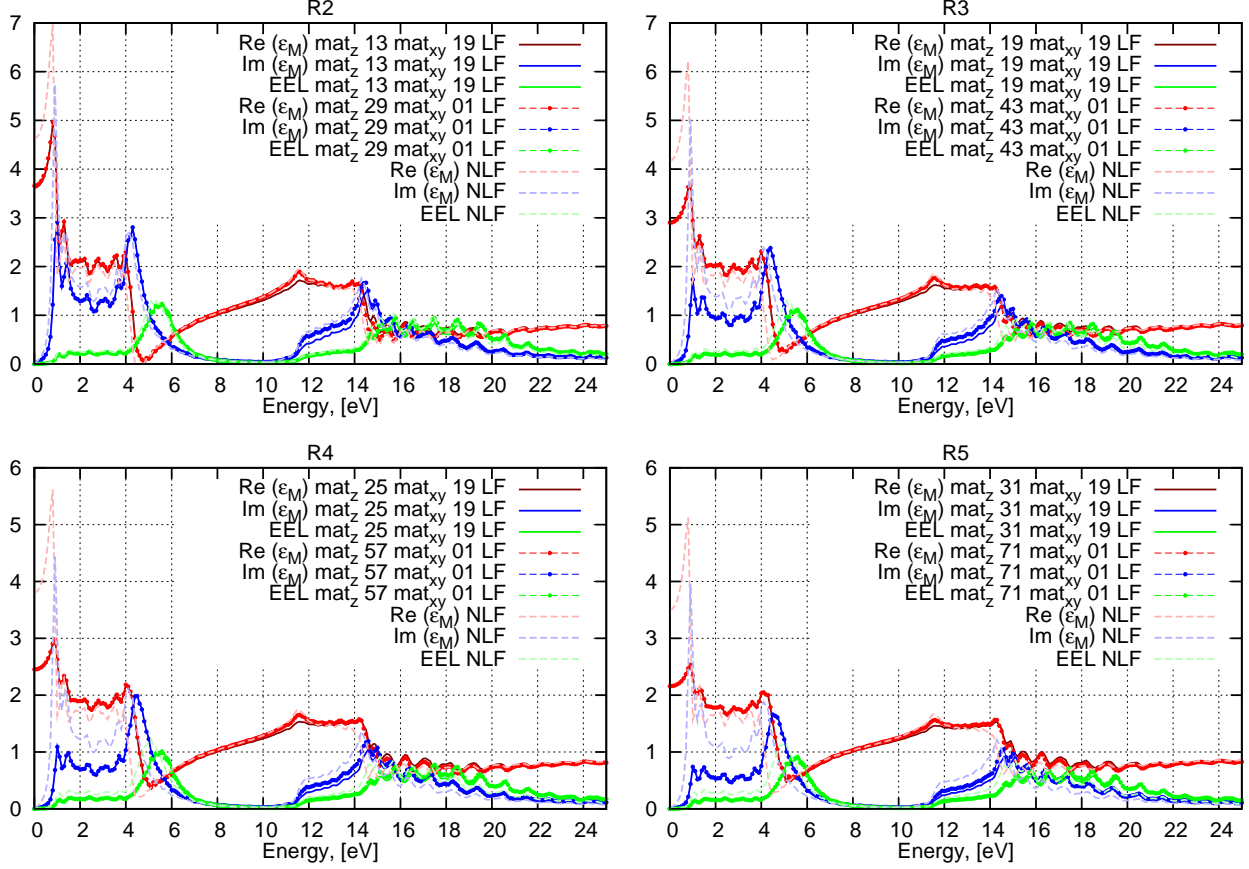 R2
7
6
5
4
3
2
1
0
Re (εM) matz 13 matxy 19 LF
Im (εM) matz 13 matxy 19 LF
EEL matz 13 matxy 19 LF
Re (εM) matz 29 matxy 01 LF
Im (εM) matz 29 matxy 01 LF
EEL matz 29 matxy 01 LF
Re (εM) NLF
Im (εM) NLF
EEL NLF
0 2 4 6 8 10 12 14 16 18 20 22 24
Energy, [eV]
R3
7
6
5
4
3
2
1
0
Re (εM) matz 19 matxy 19 LF
Im (εM) matz 19 matxy 19 LF
EEL matz 19 matxy 19 LF
Re (εM) matz 43 matxy 01 LF
Im (εM) matz 43 matxy 01 LF
EEL matz 43 matxy 01 LF
Re (εM) NLF
Im (εM) NLF
EEL NLF
0 2 4 6 8 10 12 14 16 18 20 22 24
Energy, [eV]
R4
6
5
4
3
2
1
0
Re (εM) matz 25 matxy 19 LF
Im (εM) matz 25 matxy 19 LF
EEL matz 25 matxy 19 LF
Re (εM) matz 57 matxy 01 LF
Im (εM) matz 57 matxy 01 LF
EEL matz 57 matxy 01 LF
Re (εM) NLF
Im (εM) NLF
EEL NLF
0 2 4 6 8 10 12 14 16 18 20 22 24
Energy, [eV]
R5
6
5
4
3
2
1
0
Re (εM) matz 31 matxy 19 LF
Im (εM) matz 31 matxy 19 LF
EEL matz 31 matxy 19 LF
Re (εM) matz 71 matxy 01 LF
Im (εM) matz 71 matxy 01 LF
EEL matz 71 matxy 01 LF
Re (εM) NLF
Im (εM) NLF
EEL NLF
0 2 4 6 8 10 12 14 16 18 20 22 24
Energy, [eV]